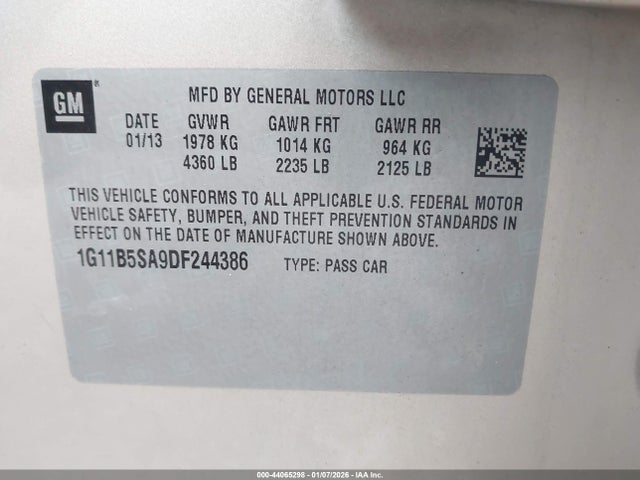 GM®
MFD BY GENERAL MOTORS LLC
DATE GVWR GAWR FRT GAWR RR
01/13 1978 KG 1014 KG 964 KG
4360 LB 2235 LB 2125 LB
THIS VEHICLE CONFORMS TO ALL APPLICABLE U.S. FEDERAL MOTOR
VEHICLE SAFETY, BUMPER, AND THEFT PREVENTION STANDARDS IN
EFFECT ON THE DATE OF MANUFACTURE SHOWN ABOVE.
1G11B5SA9DF244386 TYPE: PASS CAR
000-44065298 | 01/07/2026 - © IAA Inc.